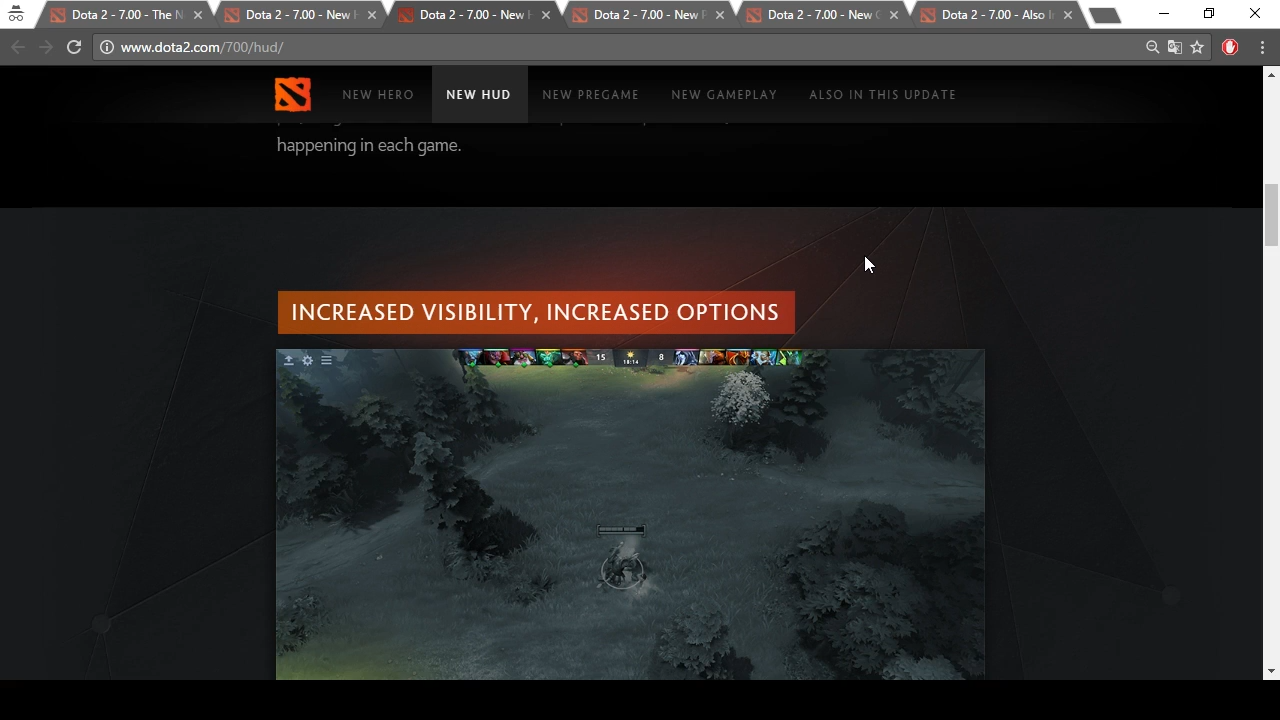 Dota 2 - 7.00 - The N
Dota 2 - 7.00 - New H
Dota 2 - 7.00 - New H
Dota 2 - 7.00 - New P
Dota 2 - 7.00 - New G
Dota 2 - 7.00 - Also In
www.dota2.com/700/hud/
NEW HERO
NEW HUD
NEW PREGAME
NEW GAMEPLAY
ALSO IN THIS UPDATE
happening in each game.
INCREASED VISIBILITY, INCREASED OPTIONS
15
18:14
8